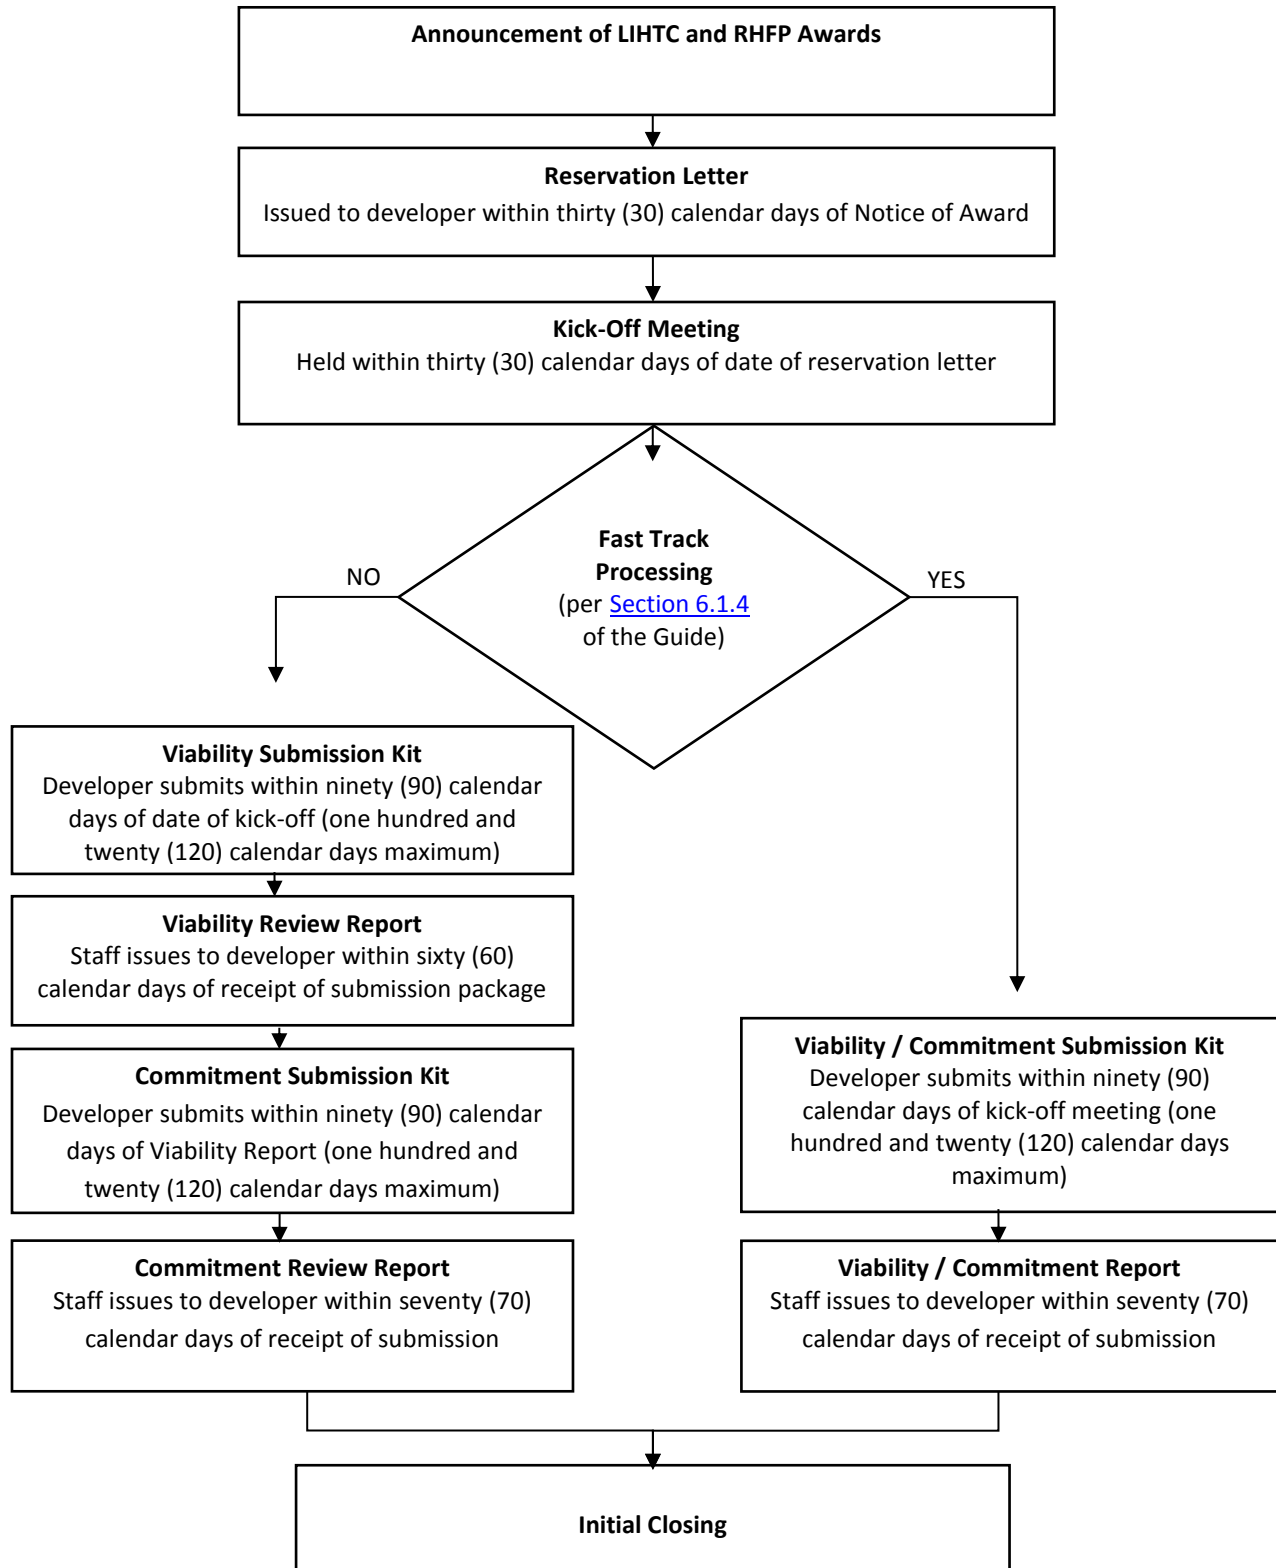 Announcement of LIHTC and RHFP Awards
Reservation Letter
Issued to developer within thirty (30) calendar days of Notice of Award
Kick-Off Meeting
Held within thirty (30) calendar days of date of reservation letter
Fast Track
Processing
(per Section 6.1.4
of the Guide)
NO
YES
Viability Submission Kit
Developer submits within ninety (90) calendar
days of date of kick-off (one hundred and
twenty (120) calendar days maximum)
Viability Review Report
Staff issues to developer within sixty (60)
calendar days of receipt of submission package
Commitment Submission Kit
Developer submits within ninety (90) calendar
days of Viability Report (one hundred and
twenty (120) calendar days maximum)
Commitment Review Report
Staff issues to developer within seventy (70)
calendar days of receipt of submission
Viability / Commitment Submission Kit
Developer submits within ninety (90)
calendar days of kick-off meeting (one
hundred and twenty (120) calendar days
maximum)
Viability / Commitment Report
Staff issues to developer within seventy (70)
calendar days of receipt of submission
Initial Closing